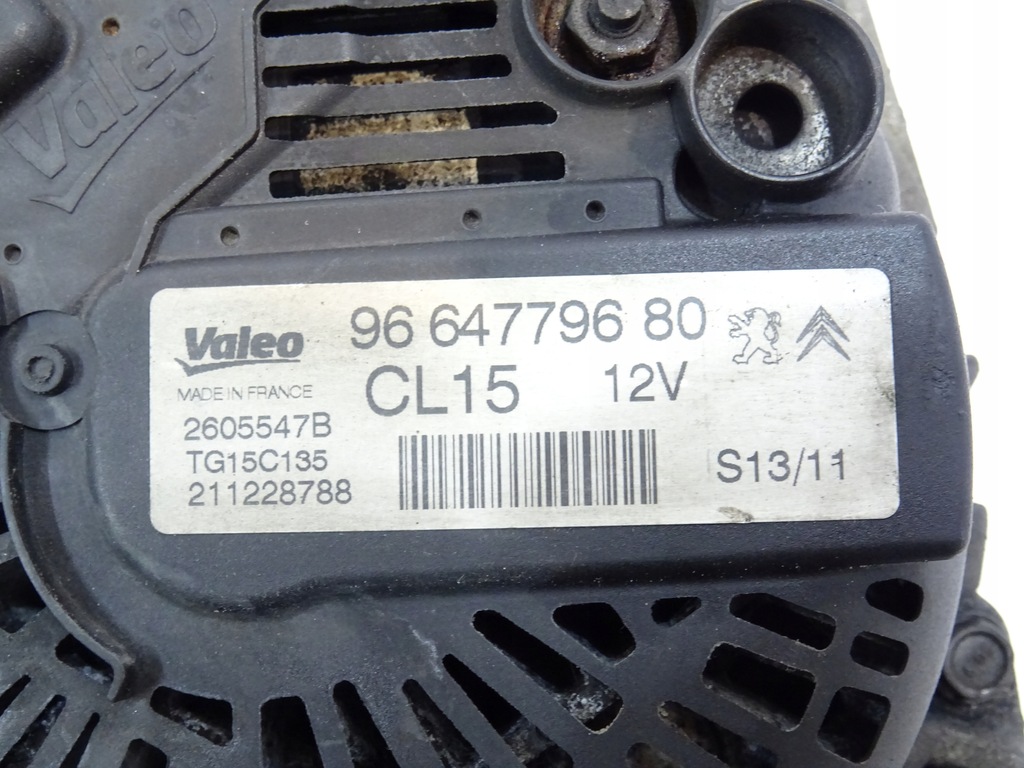 Valeo
Valeo
96 647796 80
MADE IN FRANCE
CL15
12V
2605547B
TG15C135
211228788
S13/11